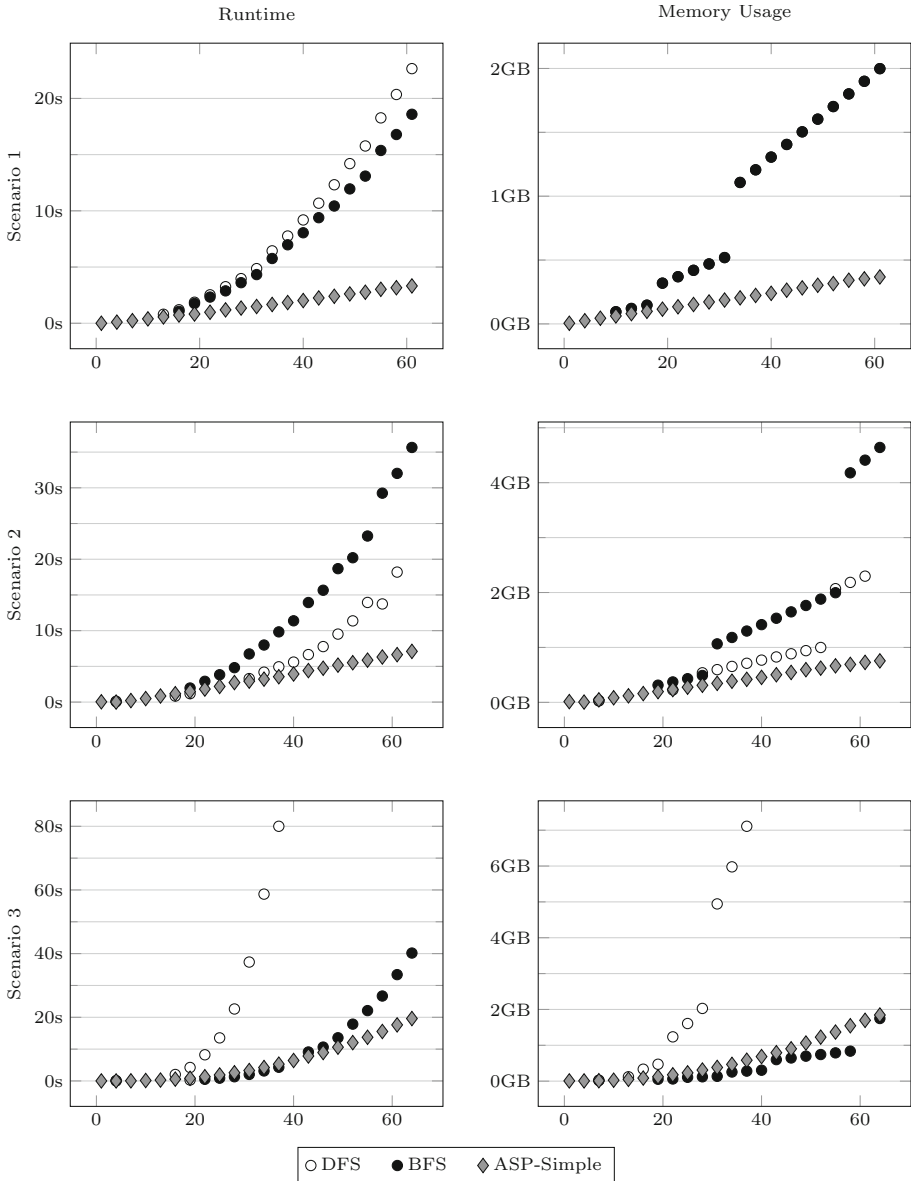 Runtime
Memory Usage
Scenario 1
20s
10s
0s
0
20
40
60
2GB
1GB
0GB
0
20
40
60
Scenario 2
30s
20s
10s
0s
0
20
40
60
4GB
2GB
0GB
0
20
40
60
Scenario 3
80s
60s
40s
20s
0s
0
20
40
60
6GB
4GB
2GB
0GB
0
20
40
60
DFS BFS ASP-Simple